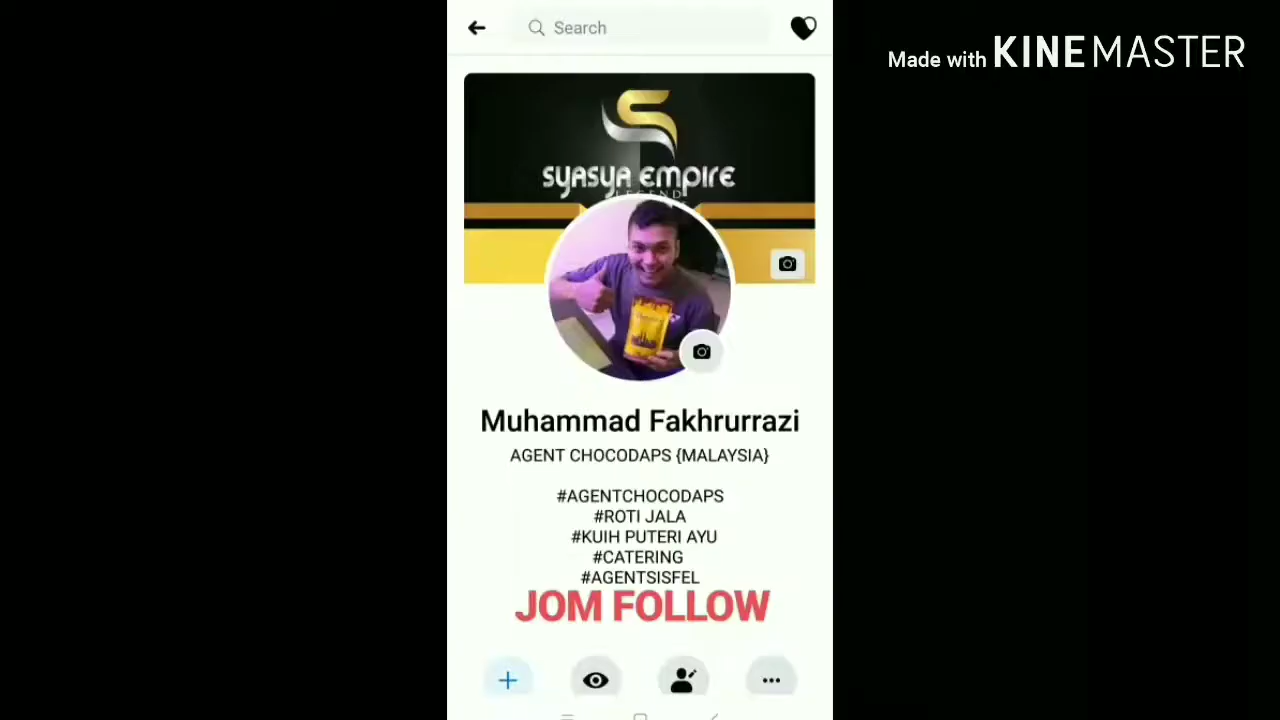 Search
Made with KINEMASTER
SYASYA EMPIRE
LEGEND
Muhammad Fakhrurrazi
AGENT CHOCODAPS {MALAYSIA}
#AGENTCHOCODAPS
#ROTI JALA
#KUIH PUTERI AYU
#CATERING
#AGENTSISFEL
JOM FOLLOW